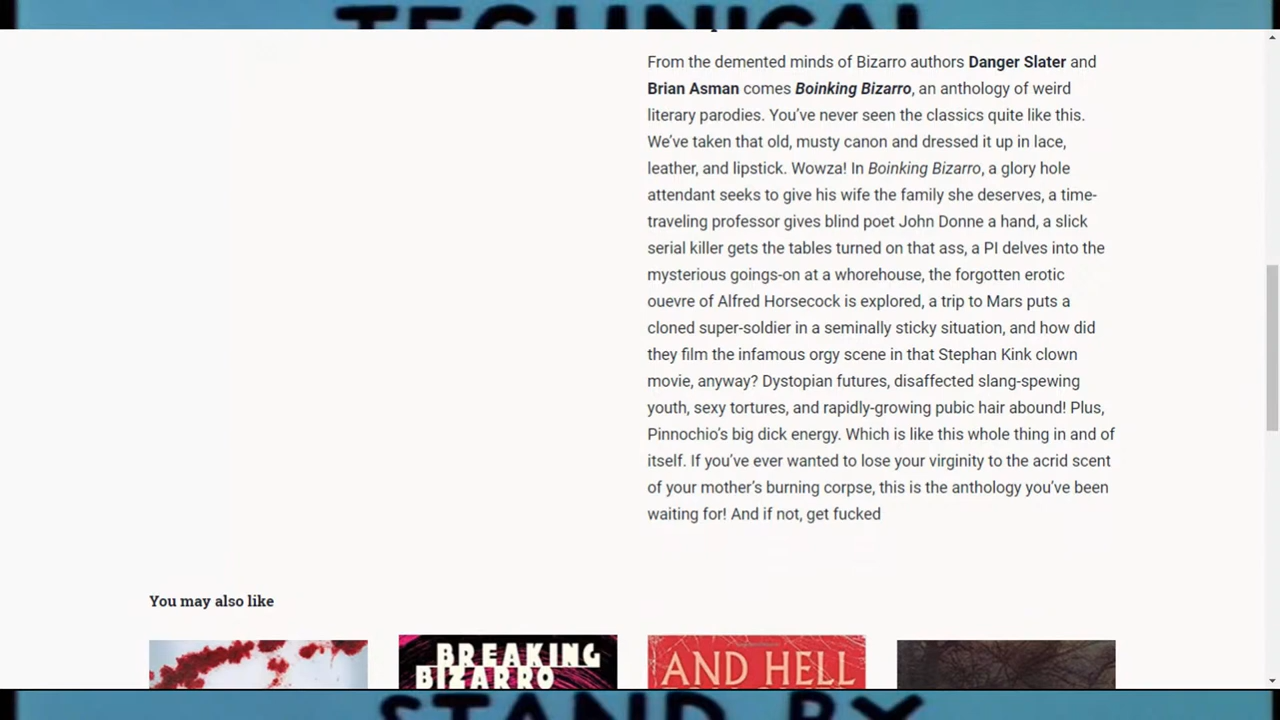 TECHNICAL
From the demented minds of Bizarro authors Danger Slater and
Brian Asman comes Boinking Bizarro, an anthology of weird
literary parodies. You’ve never seen the classics quite like this.
We’ve taken that old, musty canon and dressed it up in lace,
leather, and lipstick. Wowza! In Boinking Bizarro, a glory hole
attendant seeks to give his wife the family she deserves, a time-
traveling professor gives blind poet John Donne a hand, a slick
serial killer gets the tables turned on that ass, a PI delves into the
mysterious goings-on at a whorehouse, the forgotten erotic
ouevre of Alfred Horsecock is explored, a trip to Mars puts a
cloned super-soldier in a seminally sticky situation, and how did
they film the infamous orgy scene in that Stephan Kink clown
movie, anyway? Dystopian futures, disaffected slang-spewing
youth, sexy tortures, and rapidly-growing pubic hair abound! Plus,
Pinnochio’s big dick energy. Which is like this whole thing in and of
itself. If you’ve ever wanted to lose your virginity to the acrid scent
of your mother’s burning corpse, this is the anthology you’ve been
waiting for! And if not, get fucked
You may also like
BREAKING
BIZARRO
AND HELL
STAND BY